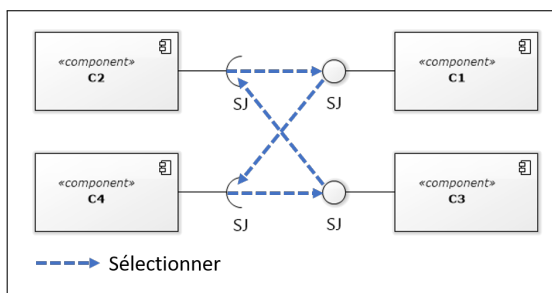 «component»
C2
SJ
SJ
«component»
C1
«component»
C4
SJ
SJ
«component»
C3
Sélectionner